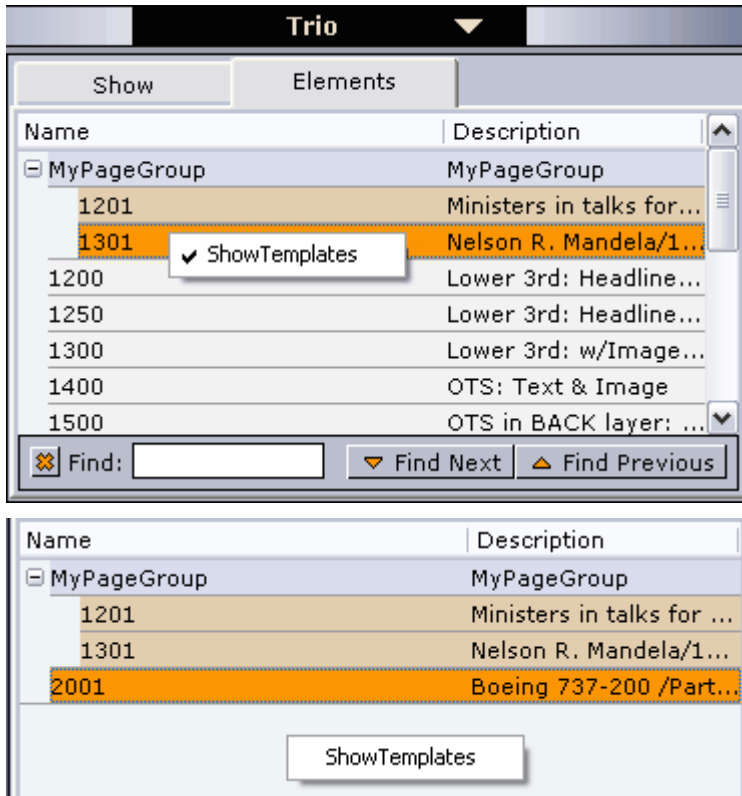 Trio
Show Elements
Name Description
MyPageGroup MyPageGroup
1201 Ministers in talks for...
1301 Nelson R. Mandela/1...
ShowTemplates
1200 Lower 3rd: Headline...
1250 Lower 3rd: Headline...
1300 Lower 3rd: w/Image...
1400 OTS: Text & Image
1500 OTS in BACK layer: ...
Find: Find Next Find Previous
Name Description
MyPageGroup MyPageGroup
1201 Ministers in talks for ...
1301 Nelson R. Mandela/1...
2001 Boeing 737-200 /Part...
ShowTemplates